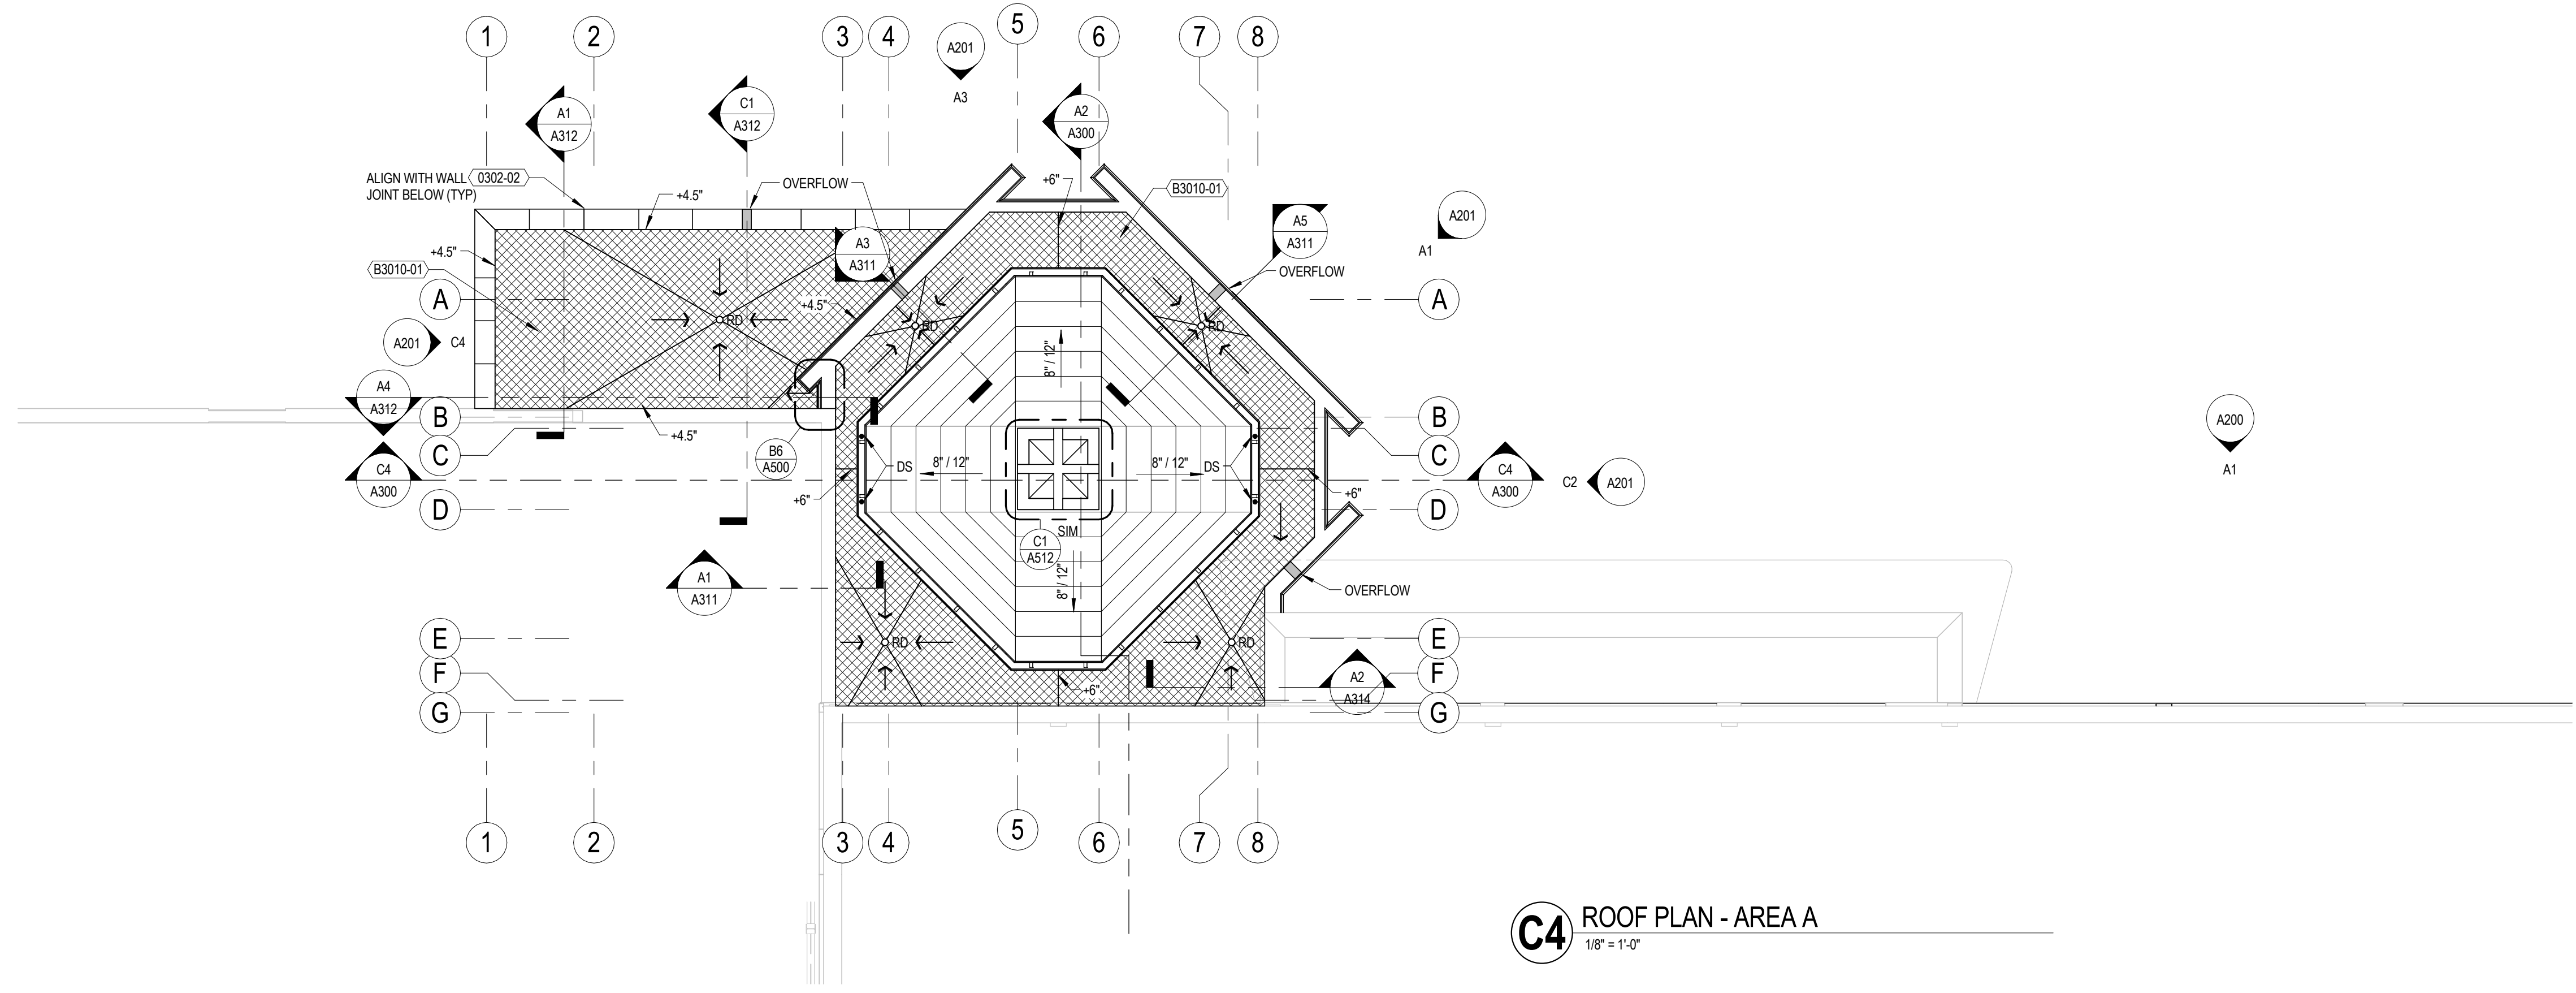 1
2
3
4
5
6
7
8
A201
A3
A1
A312
C1
A312
A2
A300
ALIGN WITH WALL
JOINT BELOW (TYP)
0302-02
+4.5"
OVERFLOW
+6"
B3010-01
A201
A1
A5
A311
OVERFLOW
A3
A311
+4.5"
B3010-01
A
A
+4.5"
RD
RD
RD
A201
C4
8" / 12"
A4
A312
B
B
A200
A1
+4.5"
C
C
B6
A500
C4
A300
DS
8" / 12"
8" / 12"
DS
C4
A300
C2
A201
+6"
+6"
D
D
SIM
C1
A512
A1
A311
8" / 12"
OVERFLOW
E
E
RD
RD
F
F
A2
A314
+6"
G
G
1
2
3
4
5
6
7
8
C4
ROOF PLAN - AREA A
1/8" = 1'-0"